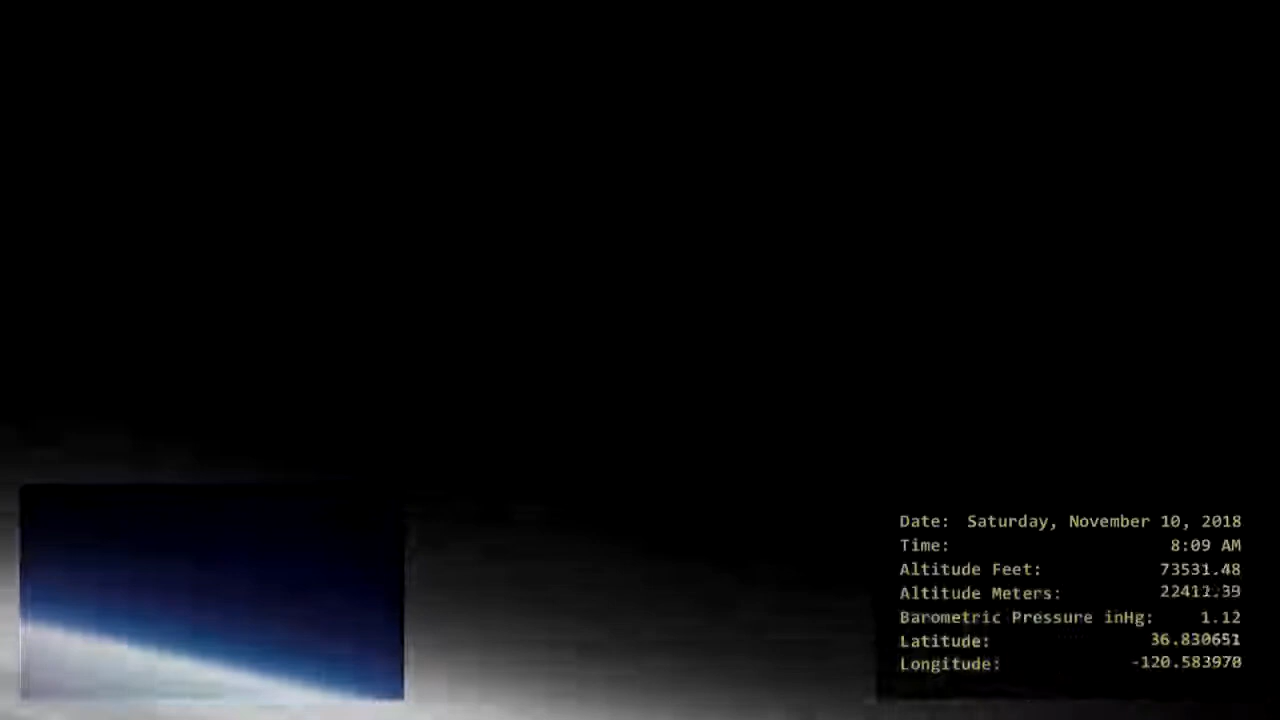 Date: Saturday, November 10, 2018
Time: 8:09 AM
Altitude Feet: 73531.48
Altitude Meters: 22412.39
Barometric Pressure inHg: 1.12
Latitude: 36.830651
Longitude: -120.583970